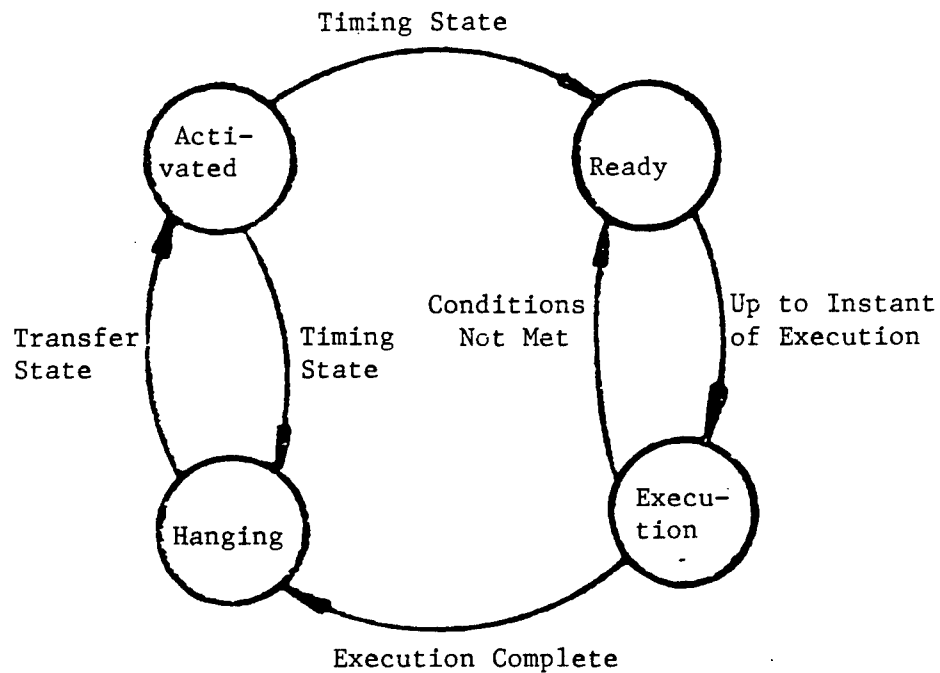 Timing State
Acti-
vated
Ready
Conditions
Not Met
Up to Instant
of Execution
Transfer
State
Timing
State
Hanging
Execu-
tion
Execution Complete